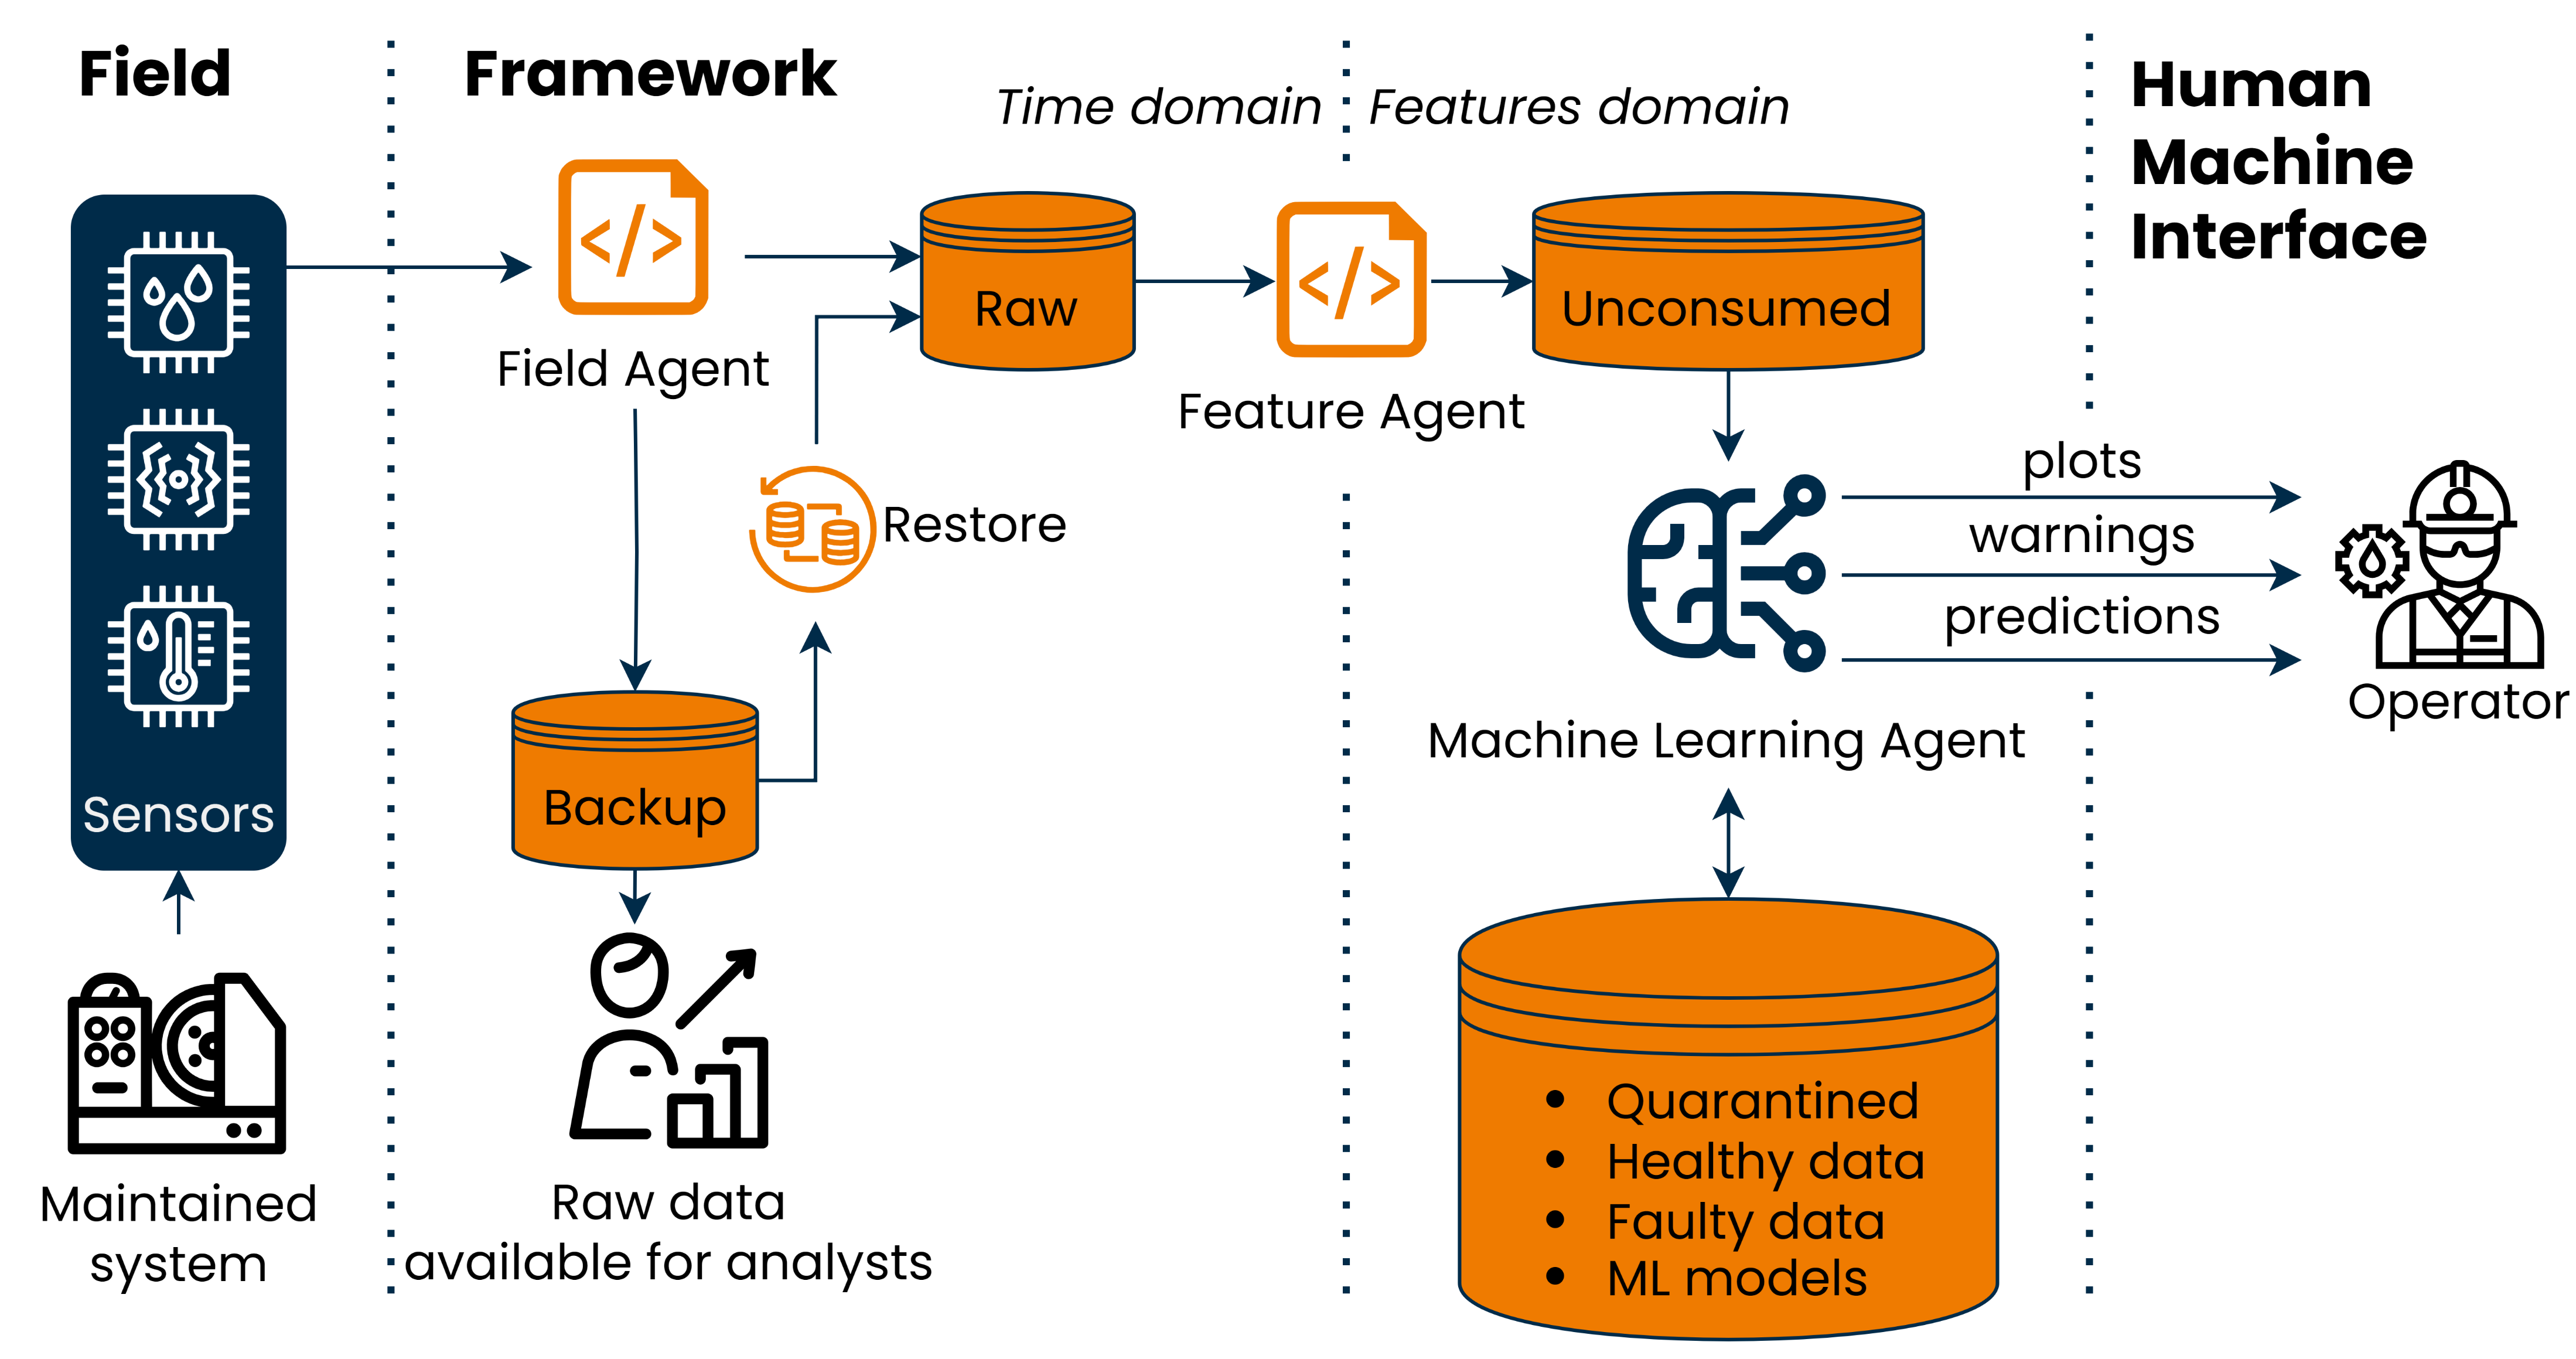 Field
Framework
Time domain
Features domain
Human
Machine
Interface
Sensors
Maintained
system
Field Agent
Raw
Restore
Backup
Raw data
available for analysts
Feature Agent
Unconsumed
</>
</>
Machine Learning Agent
plots
warnings
predictions
Operator
• Quarantined
• Healthy data
• Faulty data
• ML models